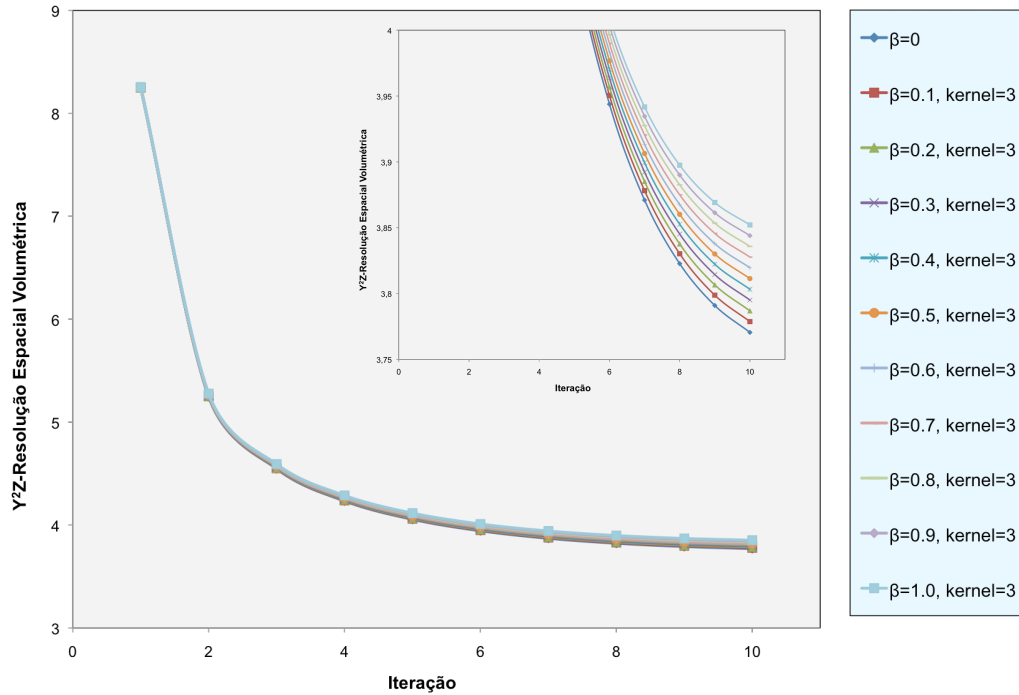 9
8
7
6
5
4
3
0
2
4
6
8
10
Y²Z-Resolução Espacial Volumétrica
Iteração
4
3,95
3,9
3,85
3,8
3,75
0
2
0
4
6
8
10
Y²Z-Resolução Espacial Volumétrica
Iteração
β=0
β=0.1, kernel=3
β=0.2, kernel=3
β=0.3, kernel=3
β=0.4, kernel=3
β=0.5, kernel=3
β=0.6, kernel=3
β=0.7, kernel=3
β=0.8, kernel=3
β=0.9, kernel=3
β=1.0, kernel=3